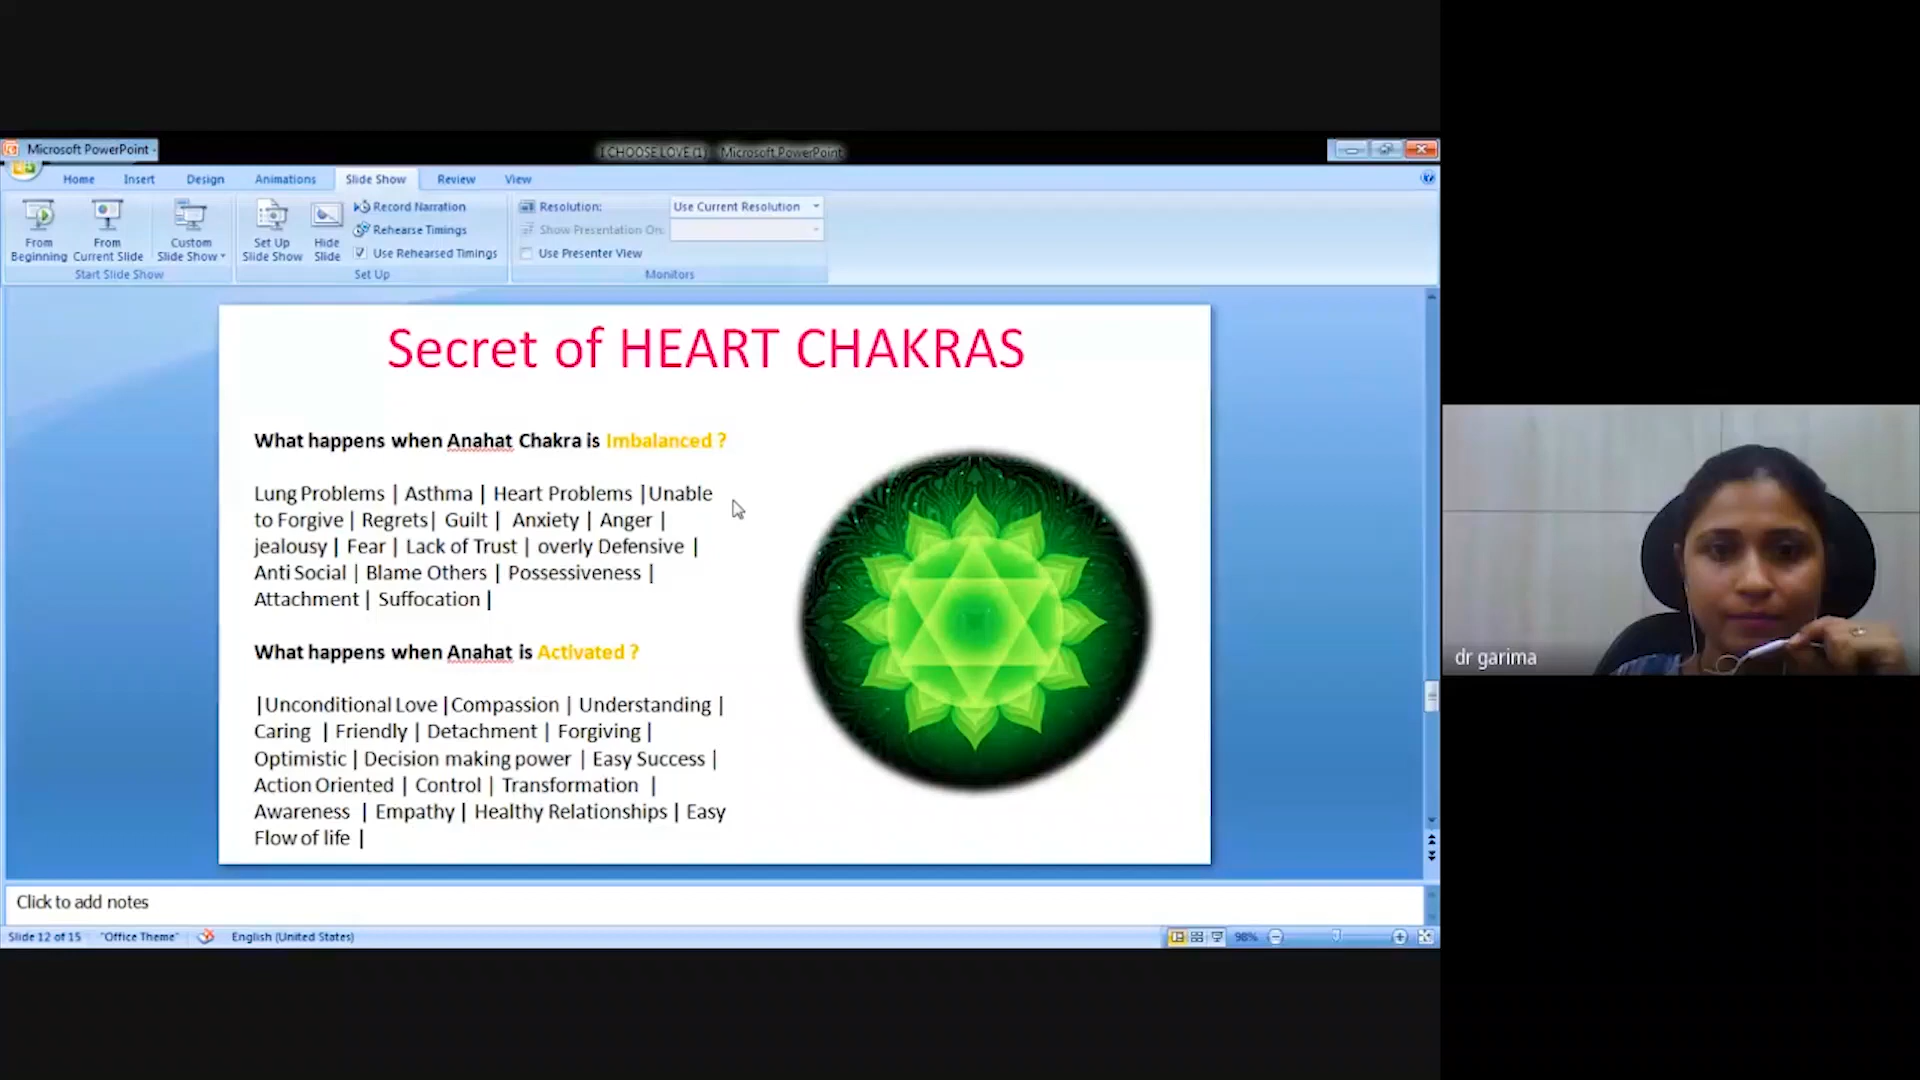 Microsoft PowerPoint -
I CHOOSE LOVE (1) Microsoft PowerPoint
Home Insert Design Animations Slide Show Review View
From Beginning
From Current Slide
Custom Slide Show
Set Up Slide Show
Hide Slide
Record Narration
Rehearse Timings
Use Rehearsed Timings
Resolution: Use Current Resolution
Show Presentation On:
Use Presenter View
Start Slide Show Set Up Monitors
Secret of HEART CHAKRAS
What happens when Anahat Chakra is Imbalanced ?
Lung Problems | Asthma | Heart Problems |Unable
to Forgive | Regrets| Guilt | Anxiety | Anger |
jealousy | Fear | Lack of Trust | overly Defensive |
Anti Social | Blame Others | Possessiveness |
Attachment | Suffocation |
What happens when Anahat is Activated ?
|Unconditional Love |Compassion | Understanding |
Caring | Friendly | Detachment | Forgiving |
Optimistic | Decision making power | Easy Success |
Action Oriented | Control | Transformation |
Awareness | Empathy | Healthy Relationships | Easy
Flow of life |
dr garima
Click to add notes
Slide 12 of 15 "Office Theme" English (United States) 98%